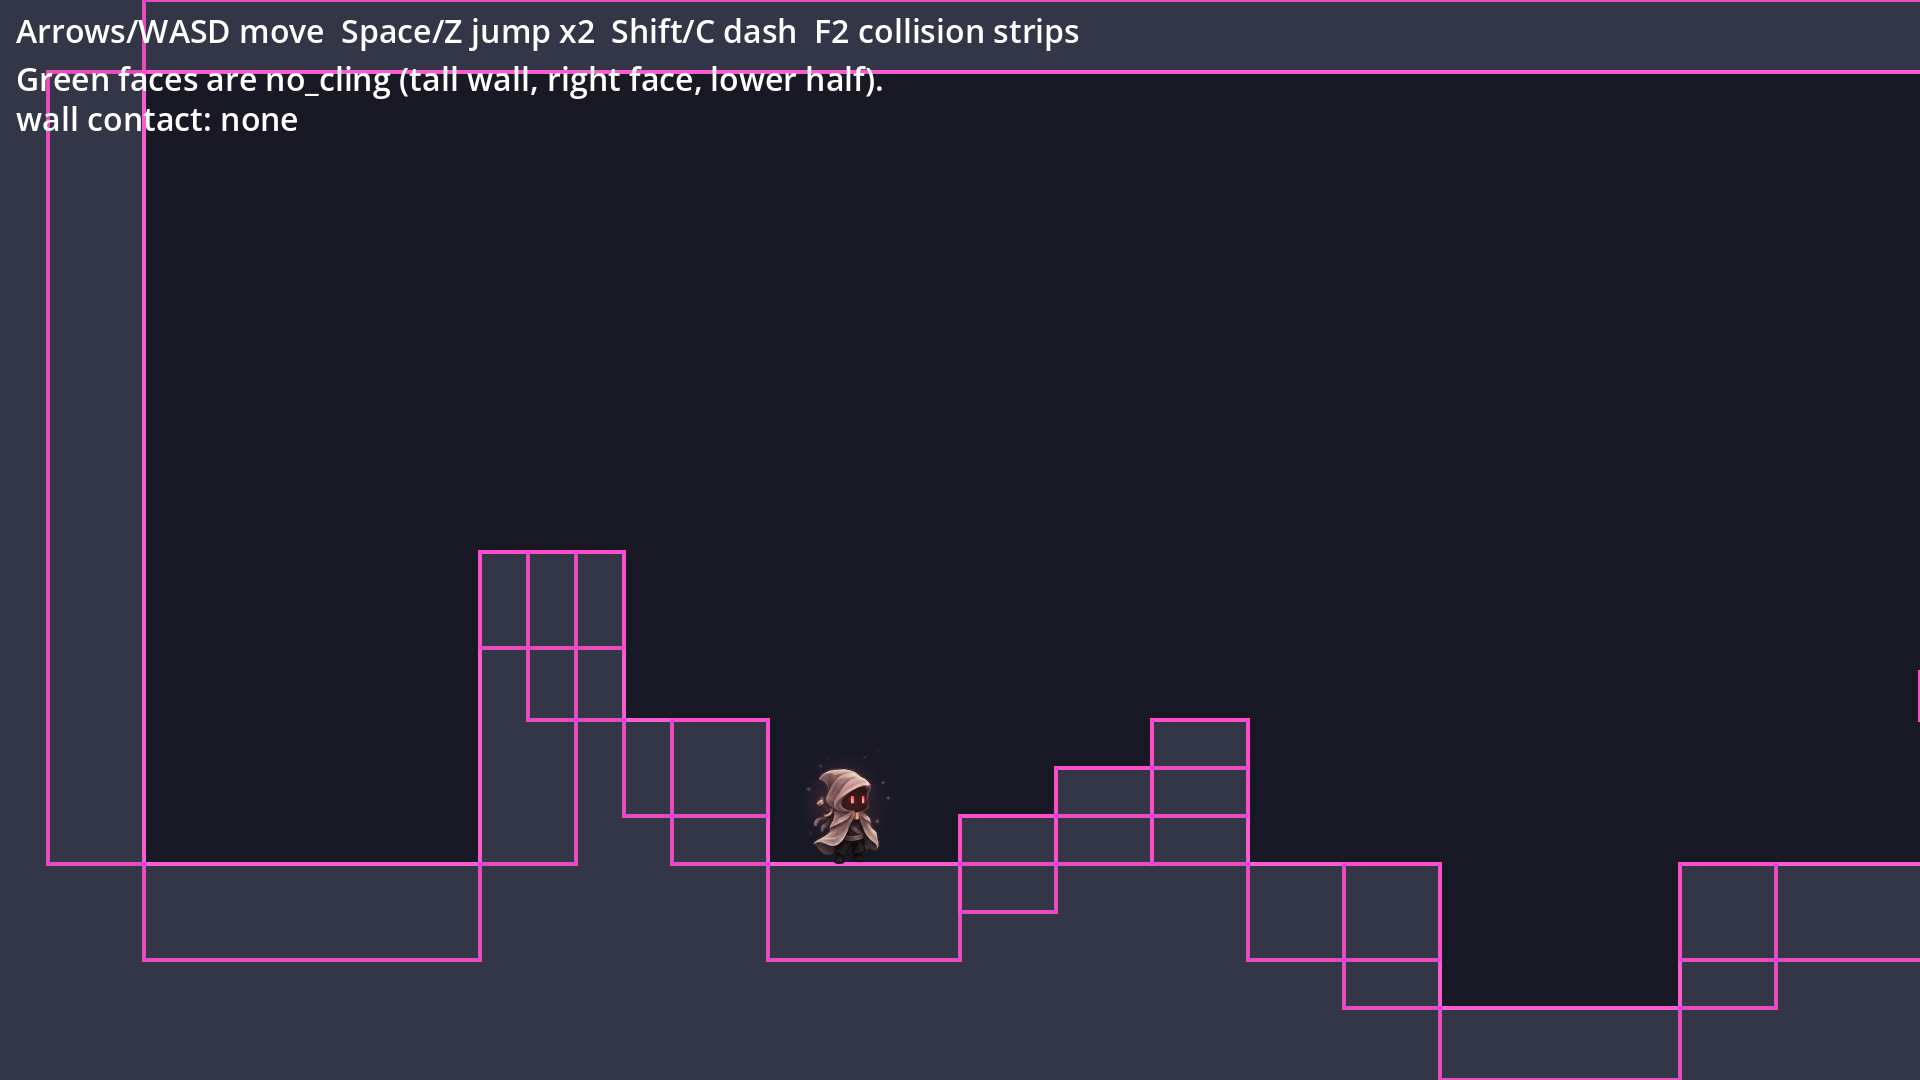 Arrows/WASD move  Space/Z jump x2  Shift/C dash  F2 collision strips
Green faces are no_cling (tall wall, right face, lower half).
wall contact: none